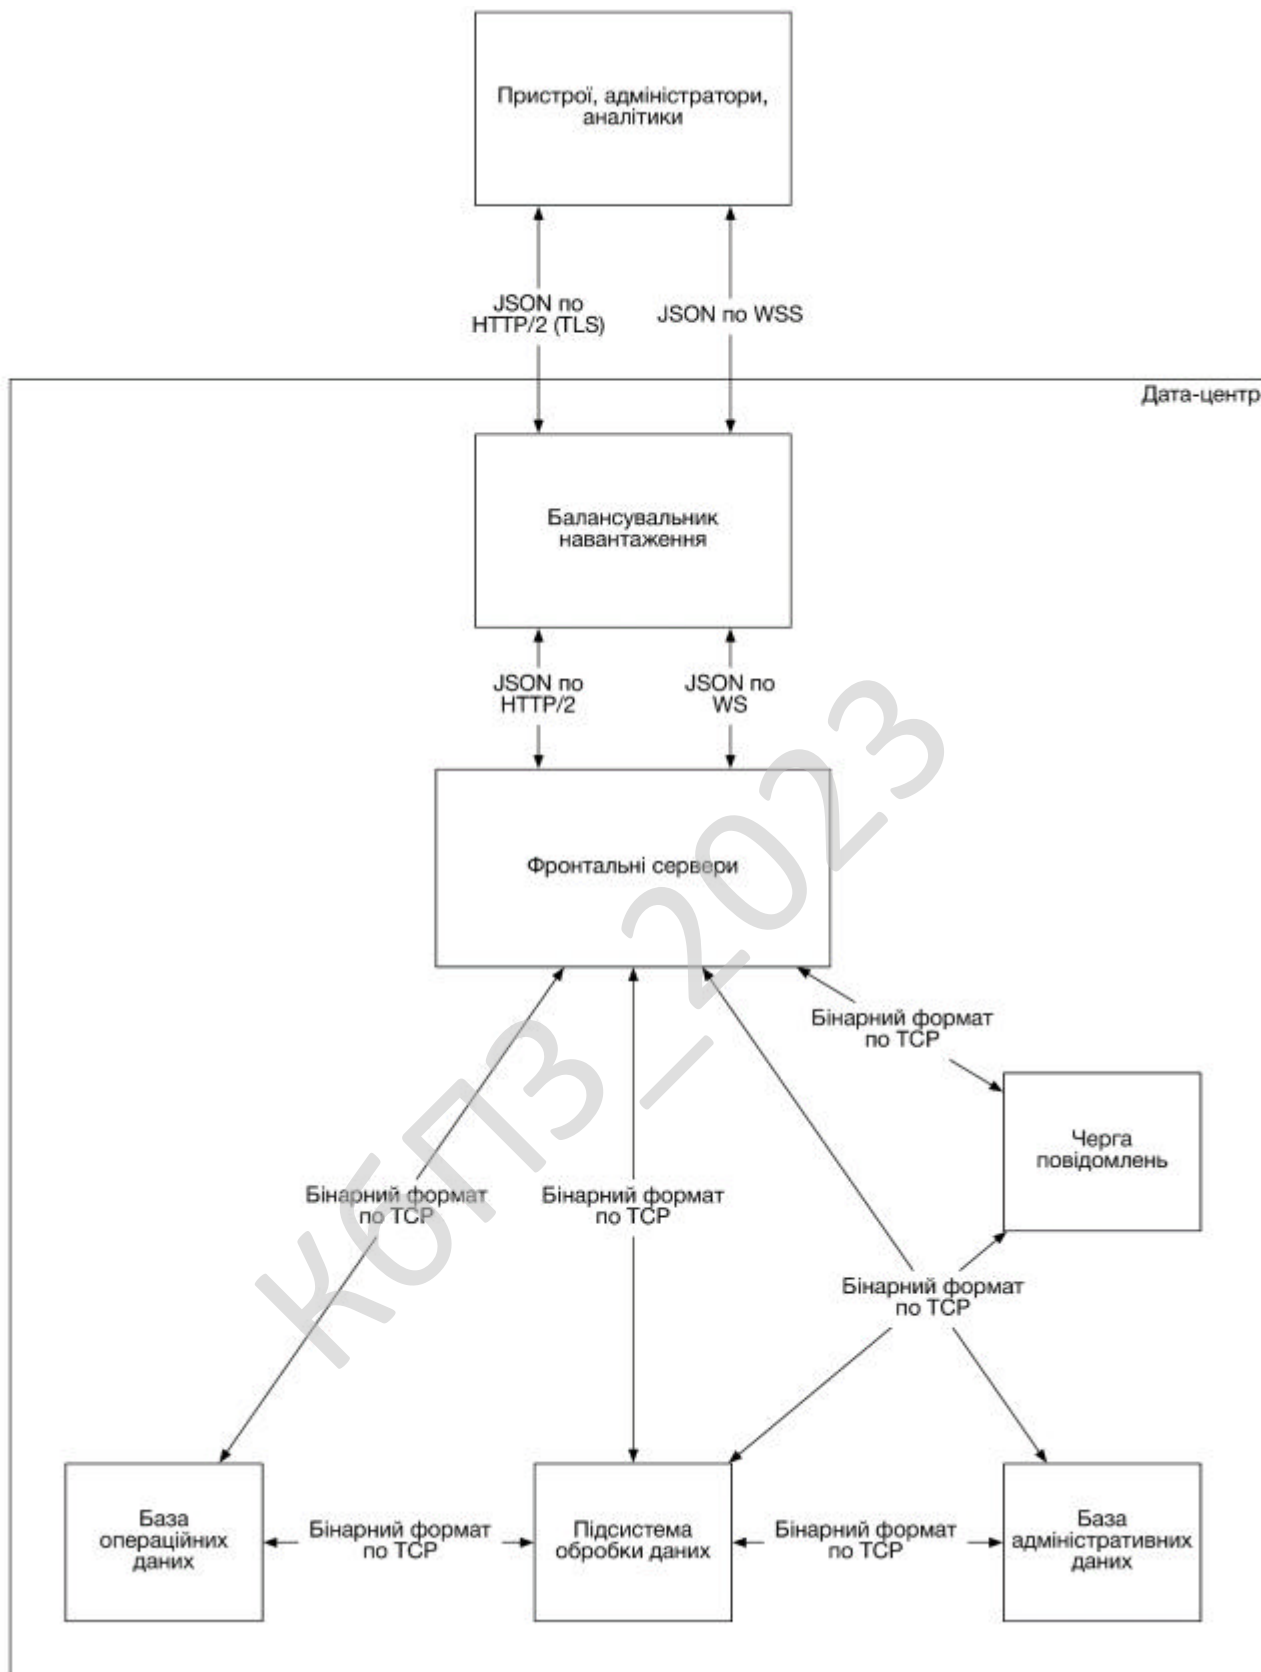 Пристрої, адміністратори,
аналітики
JSON по
HTTP/2 (TLS)
JSON по WSS
Дата-центр
Балансувальник
навантаження
JSON по
HTTP/2
JSON по
WS
Фронтальні сервери
Бінарний формат
по TCP
Черга
повідомлень
Бінарний формат
по TCP
Бінарний формат
по TCP
Бінарний формат
по TCP
База
операційних
даних
Бінарний формат
по TCP
Підсистема
обробки даних
Бінарний формат
по TCP
База
адміністративних
даних
КбПЗ_2023